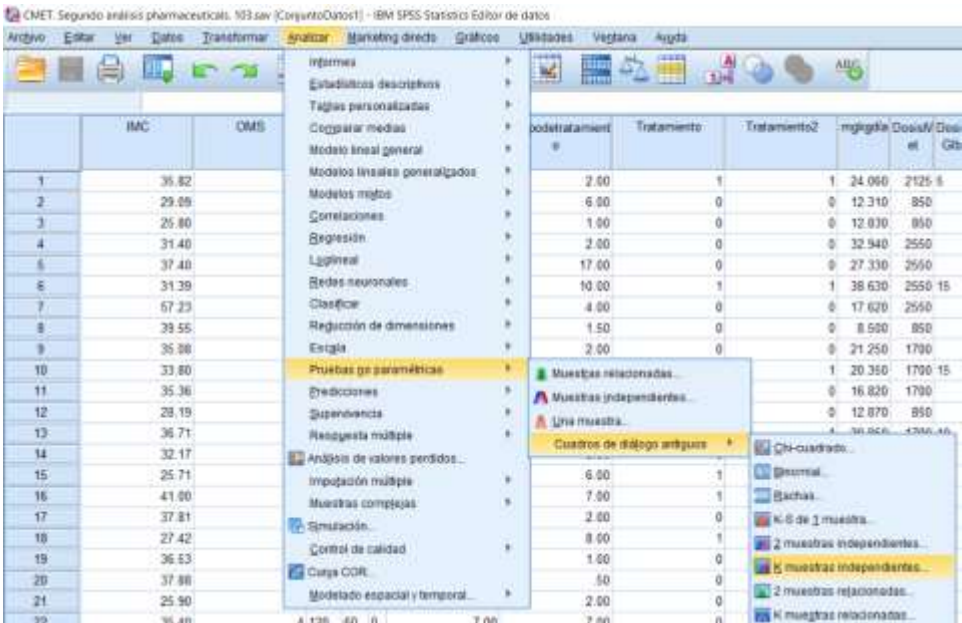 CMET. Segundo análisis pharmaceuticals. 103.sav [ConjuntoDatos1] - IBM SPSS Statistics Editor de datos
Archivo Editar Ver Datos Transformar Analizar Marketing directo Gráficos Utilidades Ventana Ayuda
Informes
Estadísticos descriptivos
Tablas personalizadas
Comparar medias
Modelo lineal general
Modelos lineales generalizados
Modelos mixtos
Correlaciones
Regresión
Loglineal
Redes neuronales
Clasificar
Reducción de dimensiones
Escala
Pruebas no paramétricas
Predicciones
Supervivencia
Respuesta múltiple
Análisis de valores perdidos...
Imputación múltiple
Muestras complejas
Simulación...
Control de calidad
Curva COR...
Modelado espacial y temporal...
Muestras relacionadas...
Muestras independientes...
Una muestra...
Cuadros de diálogo antiguos
Chi-cuadrado...
Binomial...
Rachas...
K-S de 1 muestra...
2 muestras independientes...
K muestras independientes...
2 muestras relacionadas...
K muestras relacionadas...
IMC OMS Tratamiento Tratamiento2 mgkgdía
1 35.82 2.00 1 1 24.060 2125 5
2 29.09 6.00 0 0 12.310 850
3 25.80 1.00 0 0 12.830 850
4 31.40 2.00 0 0 32.940 2550
5 37.40 17.00 0 0 27.330 2550
6 31.39 10.00 1 1 38.630 2550 15
7 57.23 4.00 0 0 17.620 2550
8 39.55 1.50 0 0 8.500 850
9 35.08 2.00 0 0 21.250 1700
10 33.80 1 20.350 1700 15
11 35.36 0 16.820 1700
12 28.19 0 12.870 850
13 36.71
14 32.17
15 25.71 6.00 1
16 41.00 7.00 1
17 37.81 2.00 0
18 27.42 8.00 1
19 36.53 1.00 0
20 37.88 .50 0
21 25.90 2.00 0